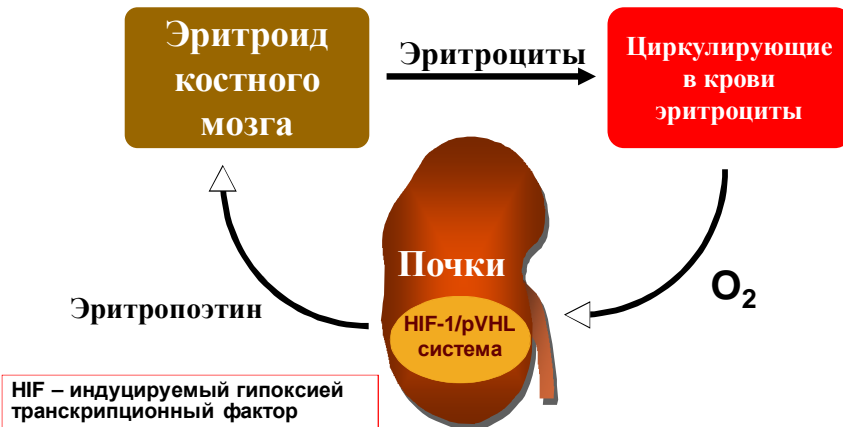 Эритроид
костного
мозга
Эритроциты
Циркулирующие
в крови
эритроциты
Почки
HIF-1/pVHL
система
O₂
Эритропоэтин
HIF – индуцируемый гипоксией
транскрипционный фактор